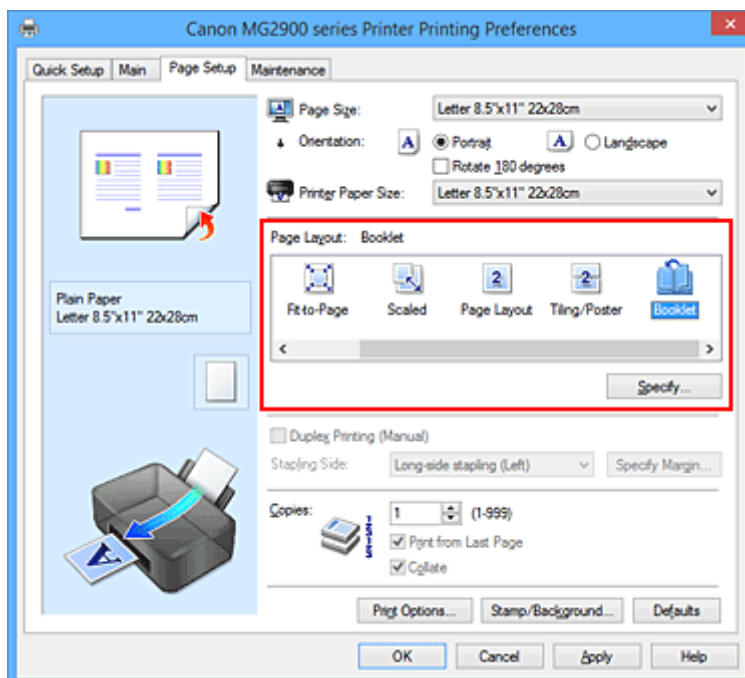 Canon MG2900 series Printer Printing Preferences
Quick Setup Main Page Setup Maintenance
Page Size: Letter 8.5"x11" 22x28cm
Orientation: A Portrait A Landscape
Rotate 180 degrees
Printer Paper Size: Letter 8.5"x11" 22x28cm
Page Layout: Booklet
2 2
Fit-to-Page Scaled Page Layout Tiling/Poster Booklet
Plain Paper
Letter 8.5"x11" 22x28cm
Specify...
Duplex Printing (Manual)
Stapling Side: Long-side stapling (Left) Specify Margin...
Copies: 1 (1-999)
Print from Last Page
Collate
A
Print Options... Stamp/Background... Defaults
OK Cancel Apply Help